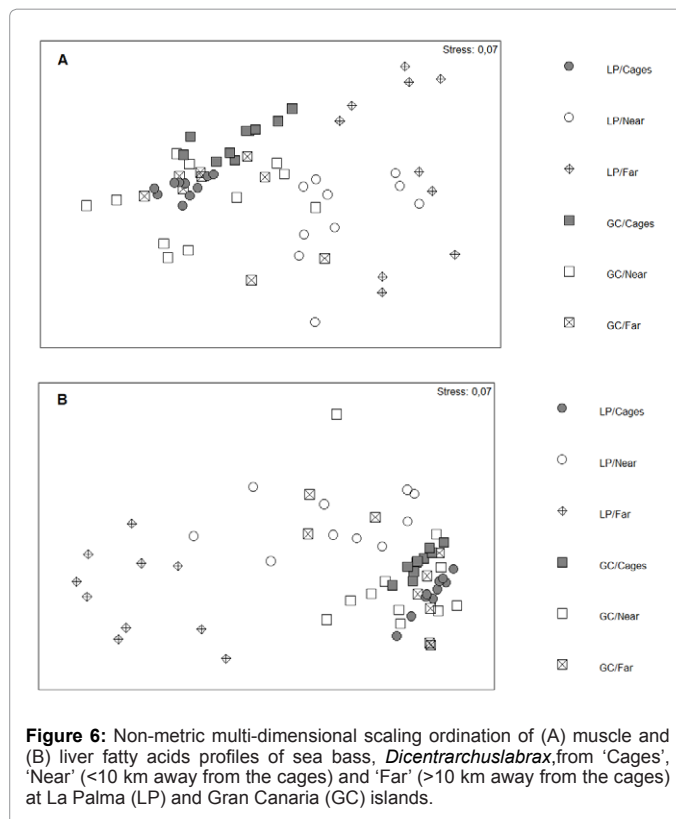 Stress: 0,07
A
LP/Cages
LP/Near
LP/Far
GC/Cages
GC/Near
GC/Far
Stress: 0,07
B
LP/Cages
LP/Near
LP/Far
GC/Cages
GC/Near
GC/Far
Figure 6: Non-metric multi-dimensional scaling ordination of (A) muscle and
(B) liver fatty acids profiles of sea bass, Dicentrarchuslabrax,from ‘Cages’,
‘Near’ (<10 km away from the cages) and ‘Far’ (>10 km away from the cages)
at La Palma (LP) and Gran Canaria (GC) islands.